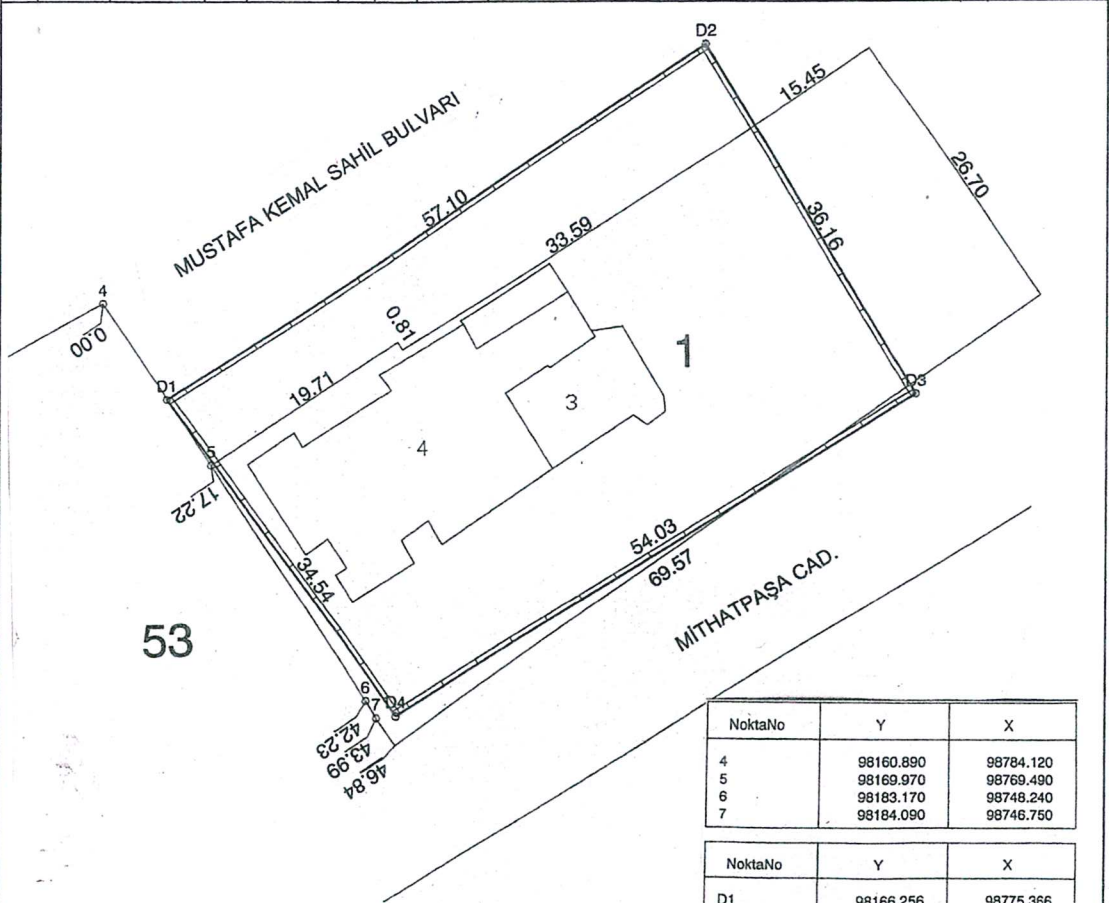 D2
15.45
MUSTAFA KEMAL SAHİL BULVARI
57.10
26.70
36.16
33.59
4
0.00
0.81
1
D1
19.71
D3
3
4
5
17.22
34.54
54.03
69.57
MİTHATPAŞA CAD.
53
6
7
D4
42.23
43.99
46.84
NoktaNo Y X
4 98160.890 98784.120
5 98169.970 98769.490
6 98183.170 98748.240
7 98184.090 98746.750
NoktaNo Y X
D1 98166.256 98775.366